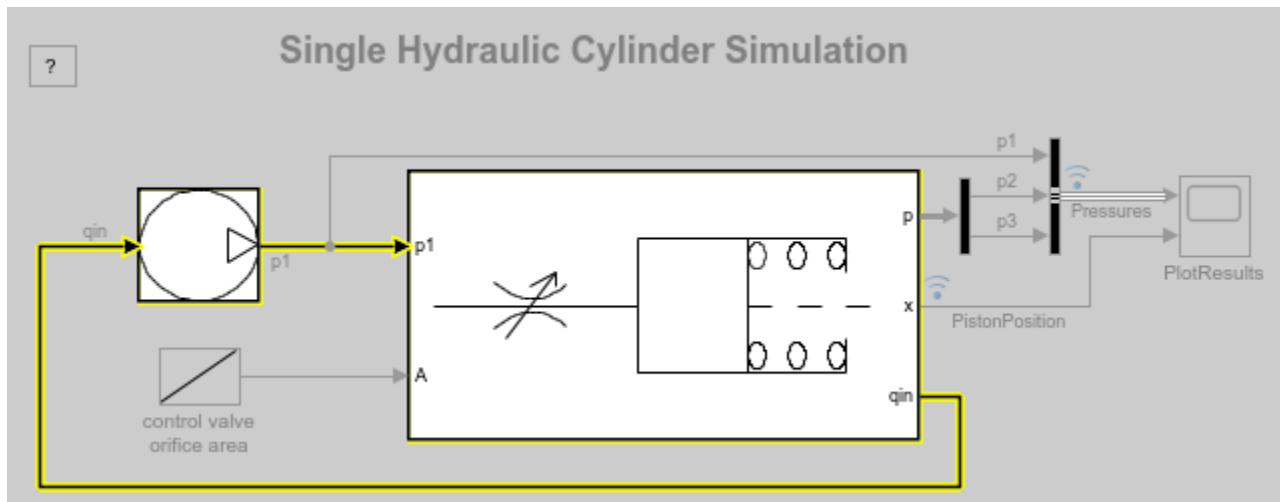 Single Hydraulic Cylinder Simulation
?
p1
p2
p3
Pressures
PlotResults
qin
p1
p1
p
x
PistonPosition
A
qin
control valve
orifice area